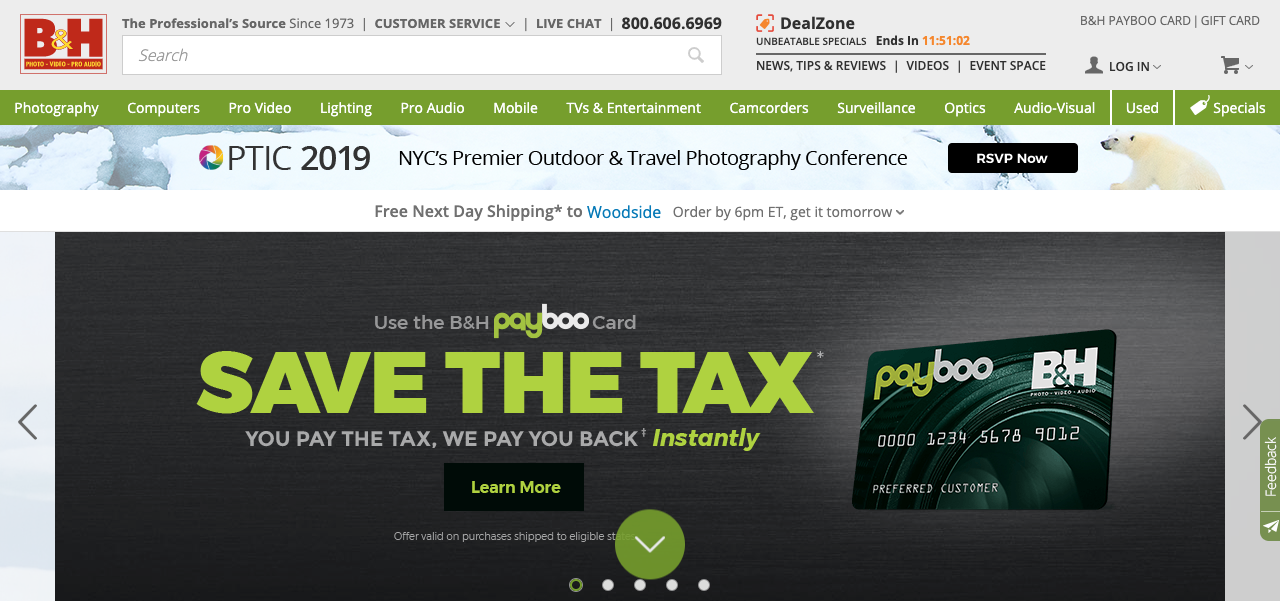 B&H
PHOTO - VIDEO - PRO AUDIO
The Professional's Source Since 1973 | CUSTOMER SERVICE | LIVE CHAT | 800.606.6969
Search
DealZone
UNBEATABLE SPECIALS Ends In 11:51:02
NEWS, TIPS & REVIEWS | VIDEOS | EVENT SPACE
B&H PAYBOO CARD | GIFT CARD
LOG IN
Photography Computers Pro Video Lighting Pro Audio Mobile TVs & Entertainment Camcorders Surveillance Optics Audio-Visual Used Specials
OPTIC 2019 NYC's Premier Outdoor & Travel Photography Conference RSVP Now
Free Next Day Shipping* to Woodside Order by 6pm ET, get it tomorrow
Use the B&H payboo Card
SAVE THE TAX*
YOU PAY THE TAX, WE PAY YOU BACK‡ Instantly
Learn More
Offer valid on purchases shipped to eligible
payboo B&H
PHOTO - VIDEO - AUDIO
0000 1234 5678 9012
PREFERRED CUSTOMER
Feedback